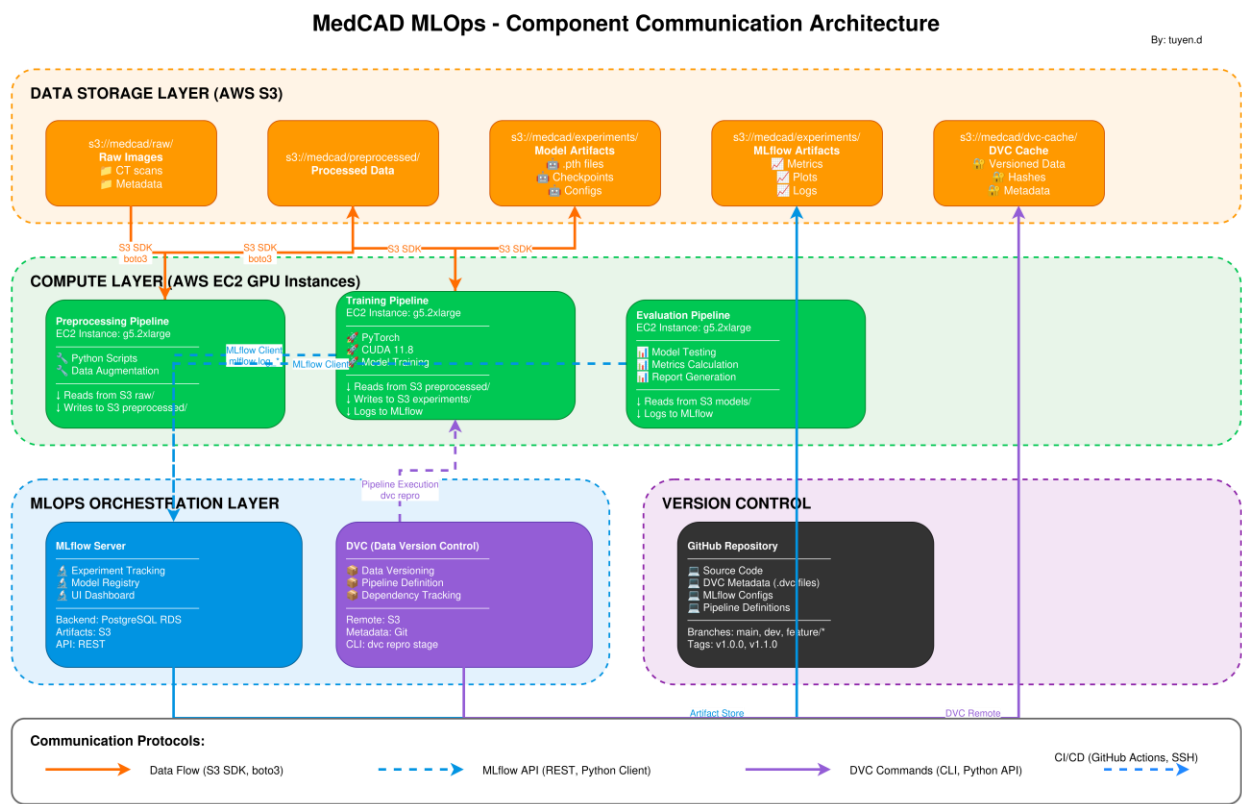 MedCAD MLOps - Component Communication Architecture
By: tuyen.d
DATA STORAGE LAYER (AWS S3)
s3://medcad/raw/
Raw Images
📁 CT scans
📁 Metadata
s3://medcad/preprocessed/
Processed Data
s3://medcad/experiments/
Model Artifacts
🤖 .pth files
🤖 Checkpoints
🤖 Configs
s3://medcad/experiments/
MLflow Artifacts
📈 Metrics
📈 Plots
📈 Logs
s3://medcad/dvc-cache/
DVC Cache
🔐 Versioned Data
🔐 Hashes
🔐 Metadata
S3 SDK
boto3
S3 SDK
boto3
S3 SDK
S3 SDK
COMPUTE LAYER (AWS EC2 GPU Instances)
Preprocessing Pipeline
EC2 Instance: g5.2xlarge
🔧 Python Scripts
🔧 Data Augmentation
↓ Reads from S3 raw/
↓ Writes to S3 preprocessed/
MLflow Client
mlflow.log_*
MLflow Client
Training Pipeline
EC2 Instance: g5.2xlarge
🚀 PyTorch
🚀 CUDA 11.8
🚀 Model Training
↓ Reads from S3 preprocessed/
↓ Writes to S3 experiments/
↓ Logs to MLflow
Evaluation Pipeline
EC2 Instance: g5.2xlarge
📊 Model Testing
📊 Metrics Calculation
📊 Report Generation
↓ Reads from S3 models/
↓ Logs to MLflow
Pipeline Execution
dvc repro
MLOPS ORCHESTRATION LAYER
MLflow Server
🔬 Experiment Tracking
🔬 Model Registry
🔬 UI Dashboard
Backend: PostgreSQL RDS
Artifacts: S3
API: REST
DVC (Data Version Control)
📦 Data Versioning
📦 Pipeline Definition
📦 Dependency Tracking
Remote: S3
Metadata: Git
CLI: dvc repro stage
VERSION CONTROL
GitHub Repository
💻 Source Code
💻 DVC Metadata (.dvc files)
💻 MLflow Configs
💻 Pipeline Definitions
Branches: main, dev, feature/*
Tags: v1.0.0, v1.1.0
Artifact Store
DVC Remote
Communication Protocols:
Data Flow (S3 SDK, boto3)
MLflow API (REST, Python Client)
DVC Commands (CLI, Python API)
CI/CD (GitHub Actions, SSH)